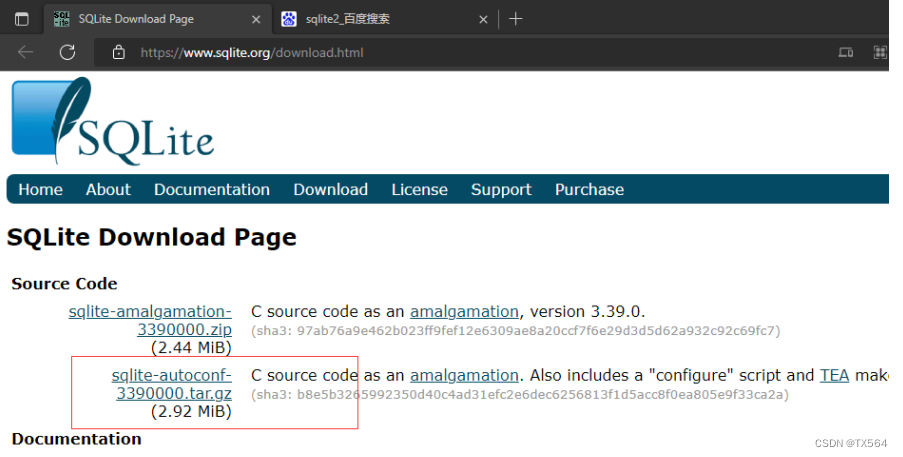 SQLite Download Page
sqlite2_百度搜索
https://www.sqlite.org/download.html
SQLite
Home About Documentation Download License Support Purchase
SQLite Download Page
Source Code
sqlite-amalgamation-
3390000.zip
(2.44 MiB)
C source code as an amalgamation, version 3.39.0.
(sha3: 97ab76a9e462b023ff9fef12e6309ae8a20ccf7f6e29d3d5d62a932c92c69fc7)
sqlite-autoconf-
3390000.tar.gz
(2.92 MiB)
C source code as an amalgamation. Also includes a "configure" script and TEA make
(sha3: b8e5b3265992350d40c4ad31efc2e6dec6256813f1d5acc8f0ea805e9f33ca2a)
Documentation
CSDN @TX564